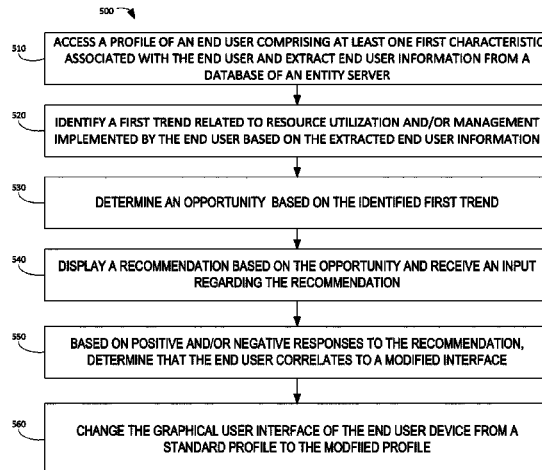 500
510
ACCESS A PROFILE OF AN END USER COMPRISING AT LEAST ONE FIRST CHARACTERISTIC
ASSOCIATED WITH THE END USER AND EXTRACT END USER INFORMATION FROM A
DATABASE OF AN ENTITY SERVER
520
IDENTIFY A FIRST TREND RELATED TO RESOURCE UTILIZATION AND/OR MANAGEMENT
IMPLEMENTED BY THE END USER BASED ON THE EXTRACTED END USER INFORMATION
530
DETERMINE AN OPPORTUNITY BASED ON THE IDENTIFIED FIRST TREND
540
DISPLAY A RECOMMENDATION BASED ON THE OPPORTUNITY AND RECEIVE AN INPUT
REGARDING THE RECOMMENDATION
550
BASED ON POSITIVE AND/OR NEGATIVE RESPONSES TO THE RECOMMENDATION,
DETERMINE THAT THE END USER CORRELATES TO A MODIFIED INTERFACE
560
CHANGE THE GRAPHICAL USER INTERFACE OF THE END USER DEVICE FROM A
STANDARD PROFILE TO THE MODFIIED PROFILE